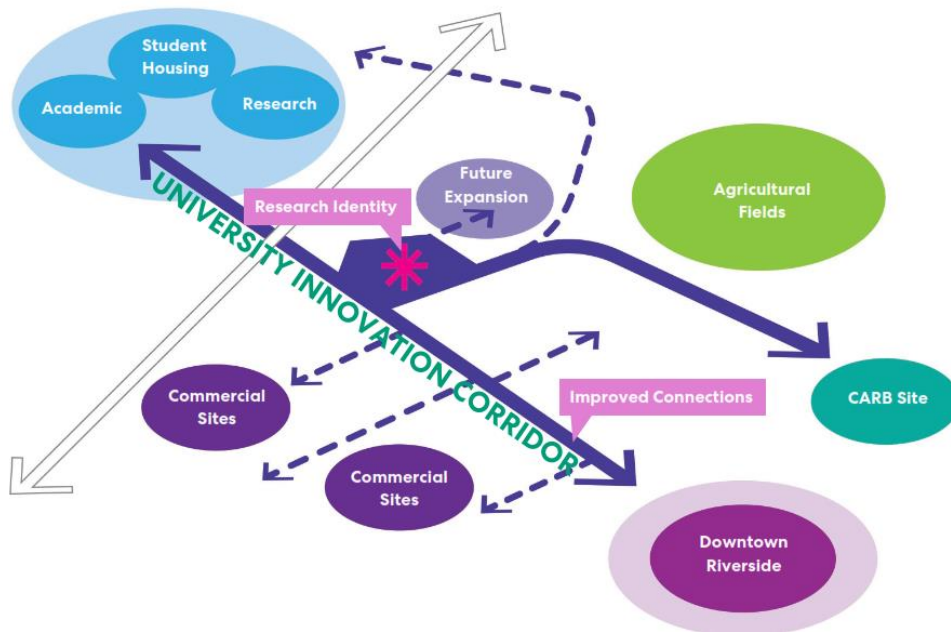 Student
Housing
Academic
Research
Future
Expansion
Research Identity
Agricultural
Fields
UNIVERSITY INNOVATION CORRIDOR
Commercial
Sites
Improved Connections
CARB Site
Commercial
Sites
Downtown
Riverside